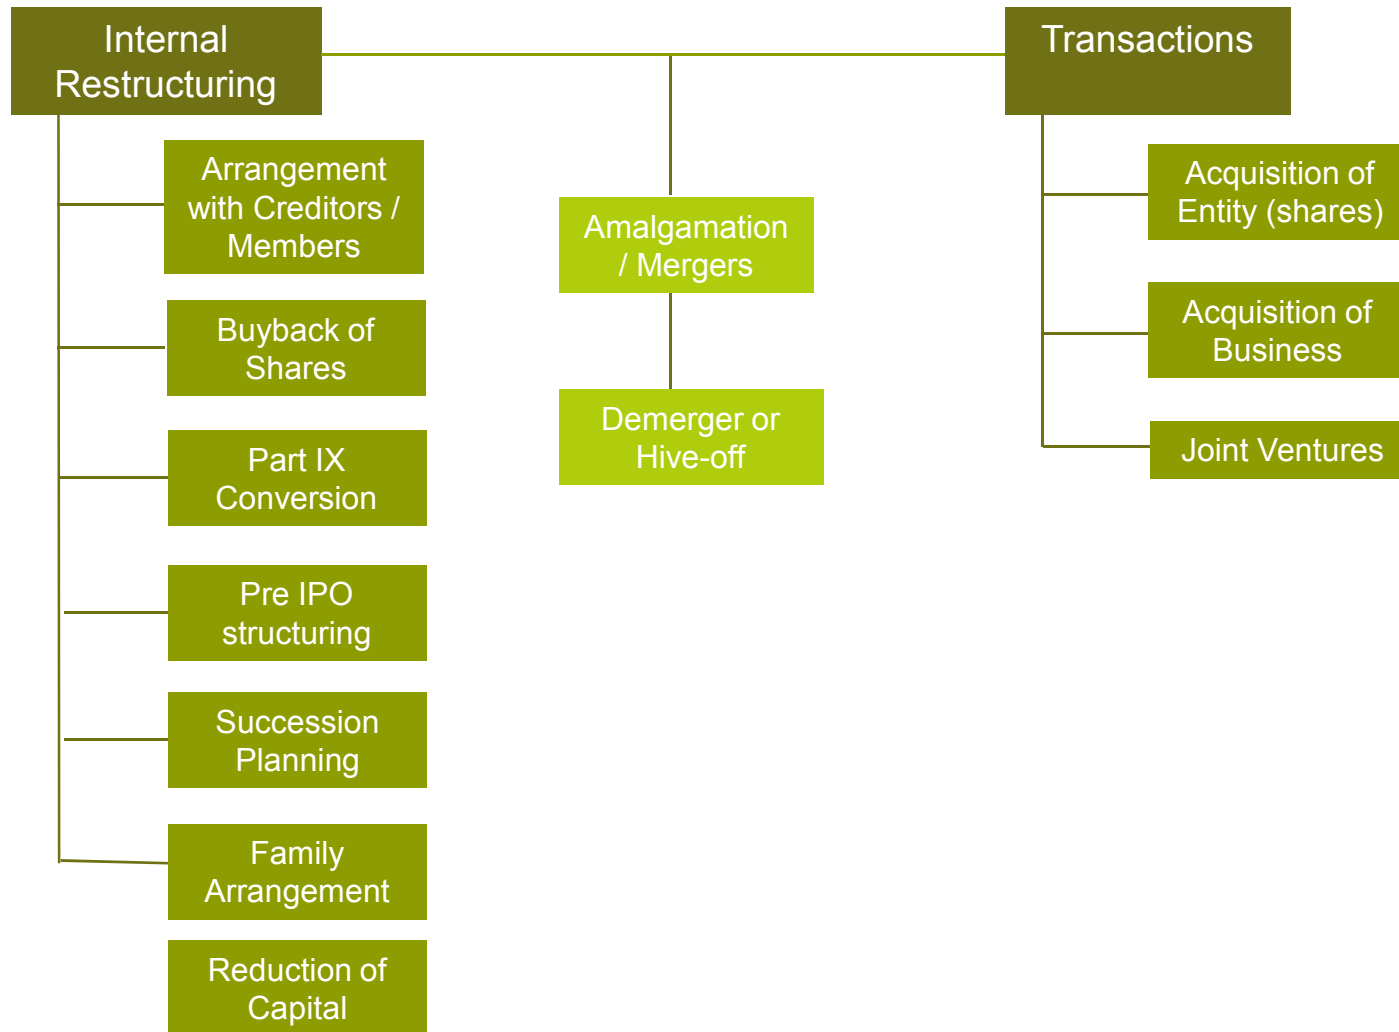 Internal
Restructuring
Arrangement
with Creditors /
Members
Buyback of
Shares
Part IX
Conversion
Pre IPO
structuring
Succession
Planning
Family
Arrangement
Reduction of
Capital
Amalgamation
/ Mergers
Demerger or
Hive-off
Transactions
Acquisition of
Entity (shares)
Acquisition of
Business
Joint Ventures